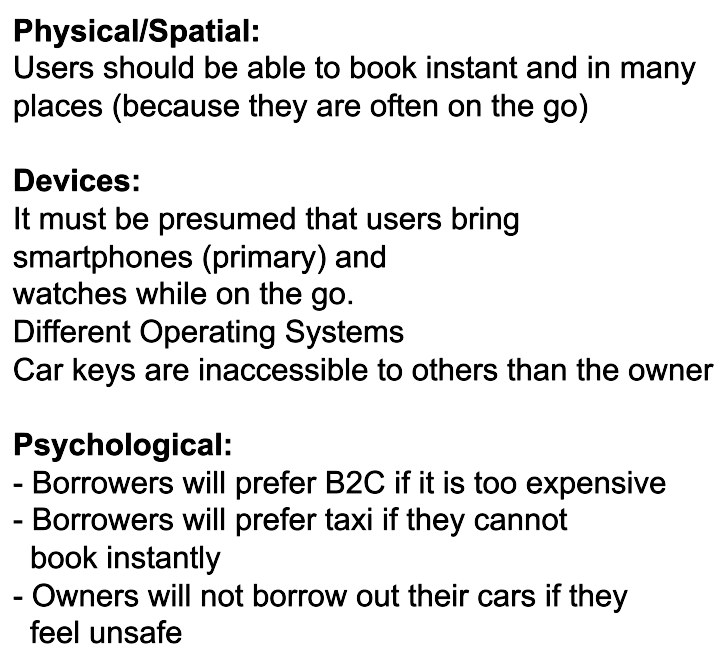 Physical/Spatial:
Users should be able to book instant and in many
places (because they are often on the go)
Devices:
It must be presumed that users bring
smartphones (primary) and
watches while on the go.
Different Operating Systems
Car keys are inaccessible to others than the owner
Psychological:
- Borrowers will prefer B2C if it is too expensive
- Borrowers will prefer taxi if they cannot
book instantly
- Owners will not borrow out their cars if they
feel unsafe